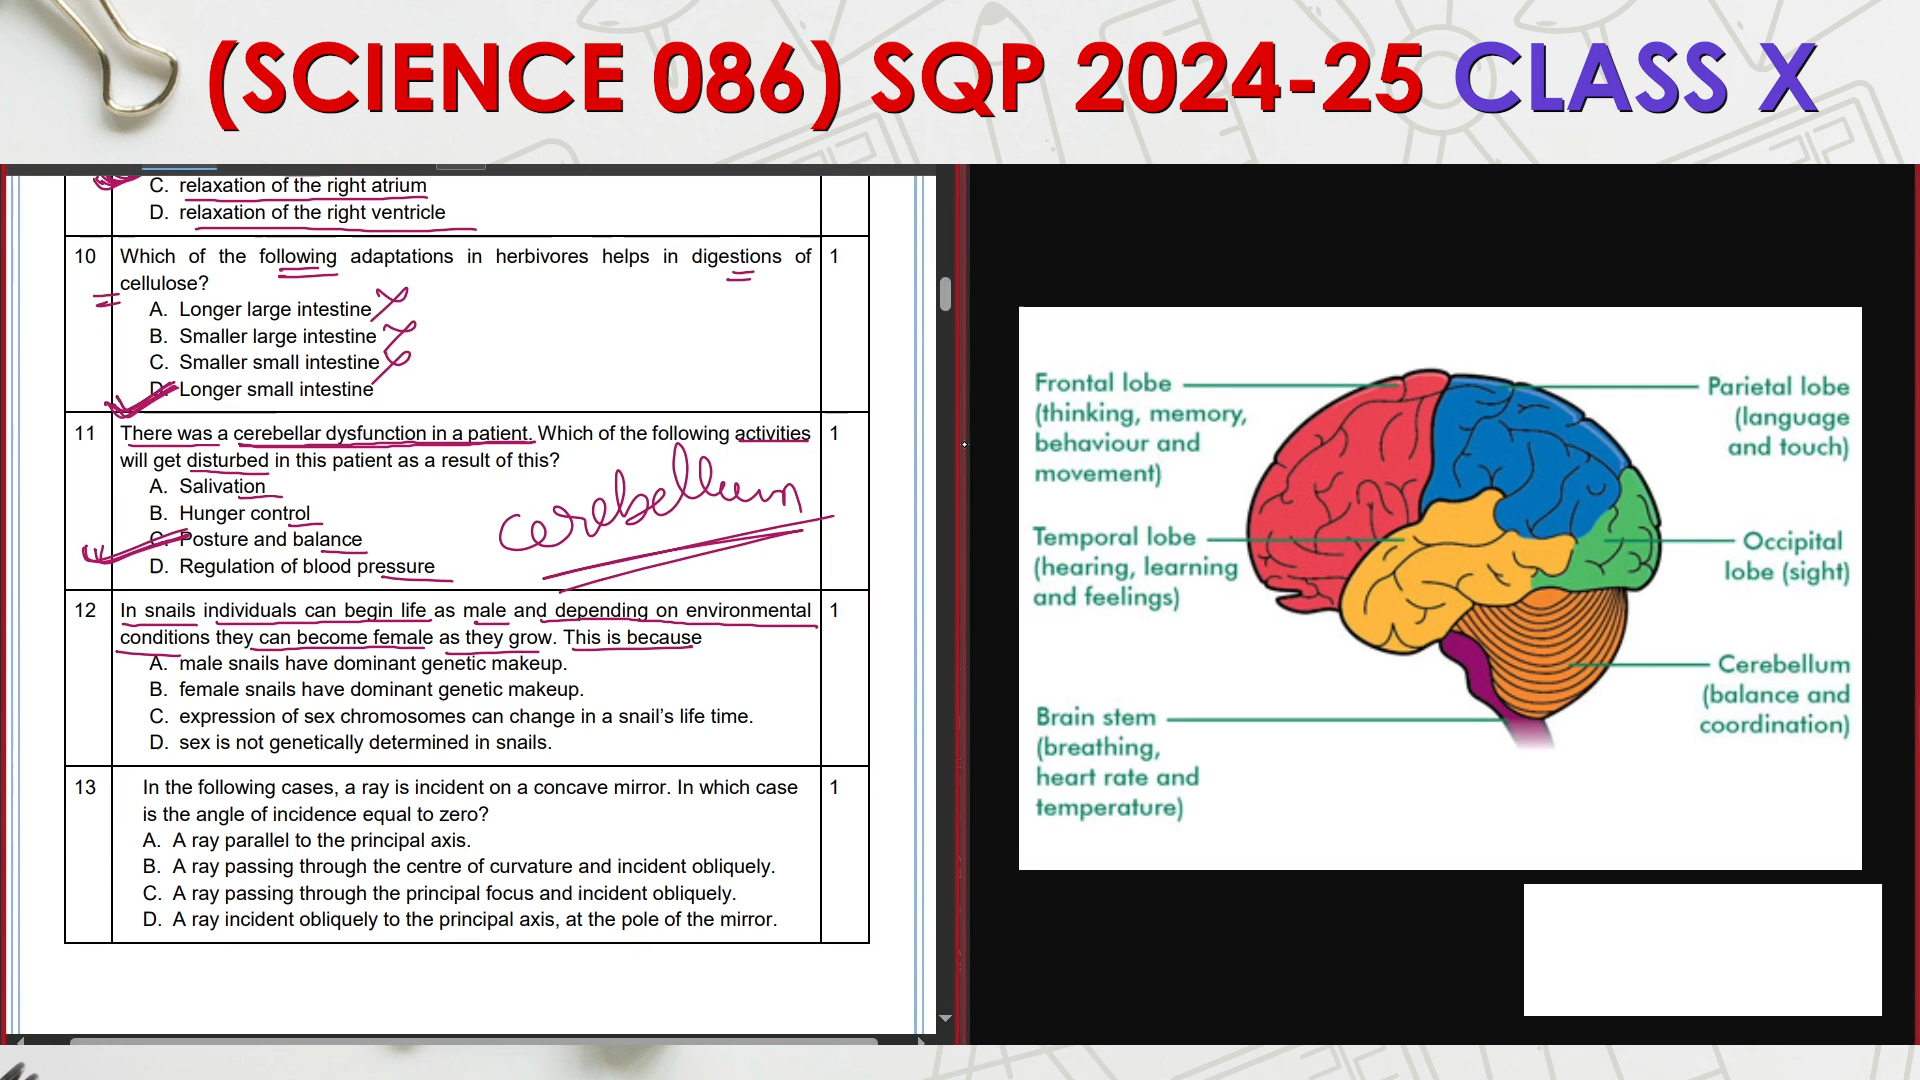 (SCIENCE 086) SQP 2024-25 CLASS X
C. relaxation of the right atrium
D. relaxation of the right ventricle
10 Which of the following adaptations in herbivores helps in digestions of 1
cellulose?
A. Longer large intestine
B. Smaller large intestine
C. Smaller small intestine
D. Longer small intestine
11 There was a cerebellar dysfunction in a patient. Which of the following activities 1
will get disturbed in this patient as a result of this?
A. Salivation
B. Hunger control
C. Posture and balance
D. Regulation of blood pressure
cerebellum
12 In snails individuals can begin life as male and depending on environmental 1
conditions they can become female as they grow. This is because
A. male snails have dominant genetic makeup.
B. female snails have dominant genetic makeup.
C. expression of sex chromosomes can change in a snail's life time.
D. sex is not genetically determined in snails.
13 In the following cases, a ray is incident on a concave mirror. In which case 1
is the angle of incidence equal to zero?
A. A ray parallel to the principal axis.
B. A ray passing through the centre of curvature and incident obliquely.
C. A ray passing through the principal focus and incident obliquely.
D. A ray incident obliquely to the principal axis, at the pole of the mirror.
Frontal lobe
(thinking, memory,
behaviour and
movement)
Temporal lobe
(hearing, learning
and feelings)
Brain stem
(breathing,
heart rate and
temperature)
Parietal lobe
(language
and touch)
Occipital
lobe (sight)
Cerebellum
(balance and
coordination)